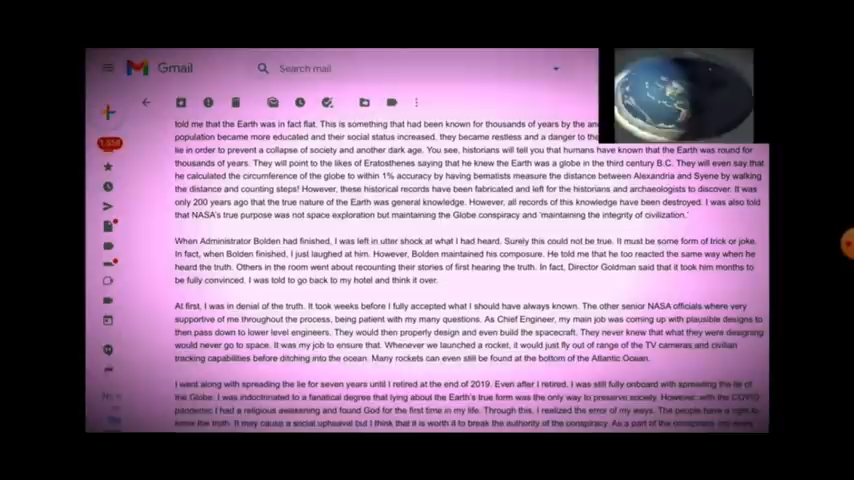 Gmail
Search mail
told me that the Earth was in fact flat. This is something that had been known for thousands of years by the
population became more educated and their social status increased, they became restless and a danger to the
lie in order to prevent a collapse of society and another dark age. You see, historians will tell you that humans have known that the Earth was round for
thousands of years. They will point to the likes of Eratosthenes saying that he knew the Earth was a globe in the third century B.C. They will even say that
he calculated the circumference of the globe to within 1% accuracy by having bematists measure the distance between Alexandria and Syene by walking
the distance and counting steps! However, these historical records have been fabricated and left for the historians and archaeologists to discover. It was
only 200 years ago that the true nature of the Earth was general knowledge. However, all records of this knowledge have been destroyed. I was also told
that NASA's true purpose was not space exploration but maintaining the Globe conspiracy and 'maintaining the integrity of civilization.'
When Administrator Bolden had finished, I was left in utter shock at what I had heard. Surely this could not be true. It must be some form of trick or joke.
In fact, when Bolden finished, I just laughed at him. However, Bolden maintained his composure. He told me that he too reacted the same way when he
heard the truth. Others in the room went about recounting their stories of first hearing the truth. In fact, Director Goldman said that it took him months to
be fully convinced. I was told to go back to my hotel and think it over.
At first, I was in denial of the truth. It took weeks before I fully accepted what I should have always known. The other senior NASA officials where very
supportive of me throughout the process, being patient with my many questions. As Chief Engineer, my main job was coming up with plausible designs to
then pass down to lower level engineers. They would then properly design and even build the spacecraft. They never knew that what they were designing
would never go to space. It was my job to ensure that. Whenever we launched a rocket, it would just fly out of range of the TV cameras and civilian
tracking capabilities before ditching into the ocean. Many rockets can even still be found at the bottom of the Atlantic Ocean.
I went along with spreading the lie for seven years until I retired at the end of 2019. Even after I retired, I was still fully onboard with spreading the lie of
the Globe. I was indoctrinated to a fanatical degree that lying about the Earth's true form was the only way to preserve society. However, with the COVID
pandemic, I had a religious awakening and found God for the first time in my life. Through this, I realized the error of my ways. The people have a right to
know the truth. It may cause a social upheaval but I think that it is worth it to break the authority of the conspiracy. As a part of the conspiracy,